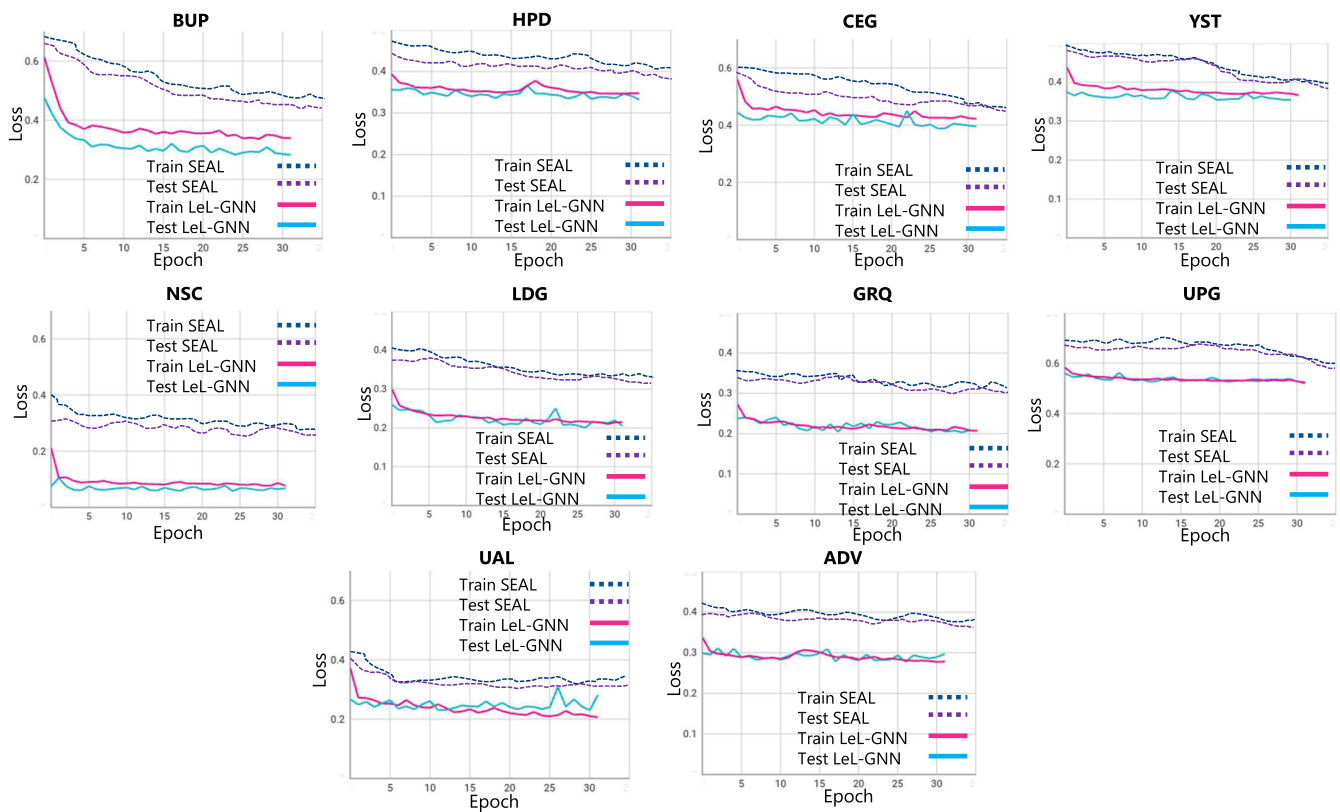 BUP
Loss
0.6
0.4
0.2
Train SEAL
Test SEAL
Train LeL-GNN
Test LeL-GNN
5 10 15 20 25 30
Epoch
HPD
Loss
0.4
0.3
0.2
0.1
Train SEAL
Test SEAL
Train LeL-GNN
Test LeL-GNN
5 10 15 20 25 30
Epoch
CEG
Loss
0.6
0.4
0.2
Train SEAL
Test SEAL
Train LeL-GNN
Test LeL-GNN
5 10 15 20 25 30
Epoch
YST
Loss
0.4
0.3
0.2
0.1
Train SEAL
Test SEAL
Train LeL-GNN
Test LeL-GNN
5 10 15 20 25 30
Epoch
NSC
Loss
0.6
0.4
0.2
Train SEAL
Test SEAL
Train LeL-GNN
Test LeL-GNN
5 10 15 20 25 30
Epoch
LDG
Loss
0.4
0.3
0.2
0.1
Train SEAL
Test SEAL
Train LeL-GNN
Test LeL-GNN
5 10 15 20 25 30
Epoch
GRQ
Loss
0.4
0.3
0.2
0.1
Train SEAL
Test SEAL
Train LeL-GNN
Test LeL-GNN
5 10 15 20 25 30
Epoch
UPG
Loss
0.6
0.4
0.2
Train SEAL
Test SEAL
Train LeL-GNN
Test LeL-GNN
5 10 15 20 25 30
Epoch
UAL
Loss
0.6
0.4
0.2
Train SEAL
Test SEAL
Train LeL-GNN
Test LeL-GNN
5 10 15 20 25 30
Epoch
ADV
Loss
0.4
0.3
0.2
0.1
Train SEAL
Test SEAL
Train LeL-GNN
Test LeL-GNN
5 10 15 20 25 30
Epoch